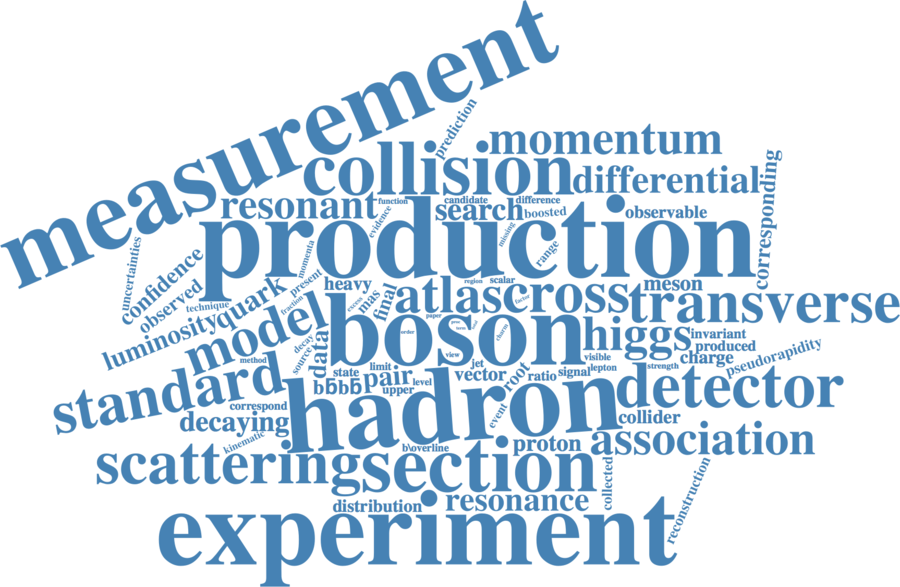 measurement
prediction
momentum
collision
differential
corresponding
resonant
function
candidate
difference
search
boosted
observable
evidence
missing
range
production
uncertainties
confidence
observed
technique
momenta
present
fraction
heavy
excess
mas
final
region
scalar
meson
atlas
cross
factor
transverse
luminosity
quark
model
boson
higgs
invariant
produced
charge
pseudorapidity
data
decay
source
order
paper
term
charm
view
visible
standard
method
state
limit
jet
pair
upper
level
vector
root
ratio
signal
lepton
strength
detector
hadron
event
collider
correspond
decaying
kinematic
b\overline
proton
association
scattering
section
collected
reconstruction
distribution
resonance
experiment